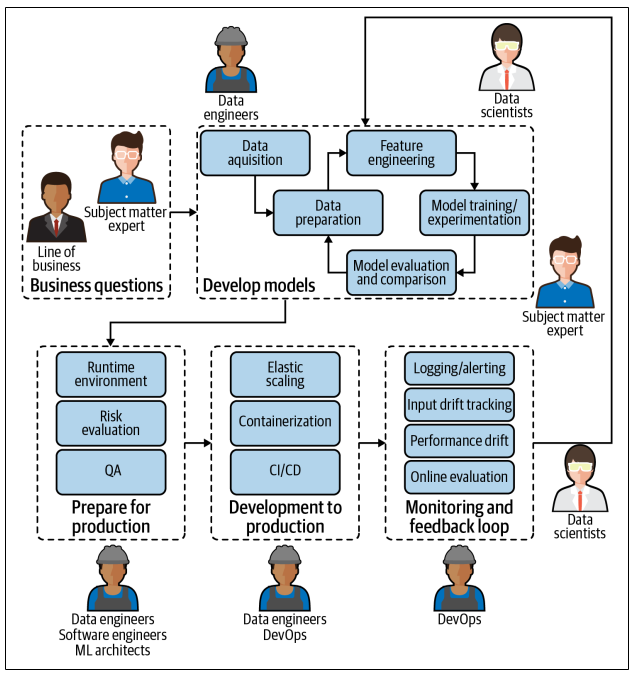 Data
engineers
Data
scientists
Data
aquisition
Feature
engineering
Data
preparation
Model training/
experimentation
Model evaluation
and comparison
Develop models
Subject matter
expert
Line of
business
Business questions
Subject matter
expert
Runtime
environment
Risk
evaluation
QA
Prepare for
production
Elastic
scaling
Containerization
CI/CD
Development to
production
Logging/alerting
Input drift tracking
Performance drift
Online evaluation
Monitoring and
feedback loop
Data
scientists
Data engineers
Software engineers
ML architects
Data engineers
DevOps
DevOps